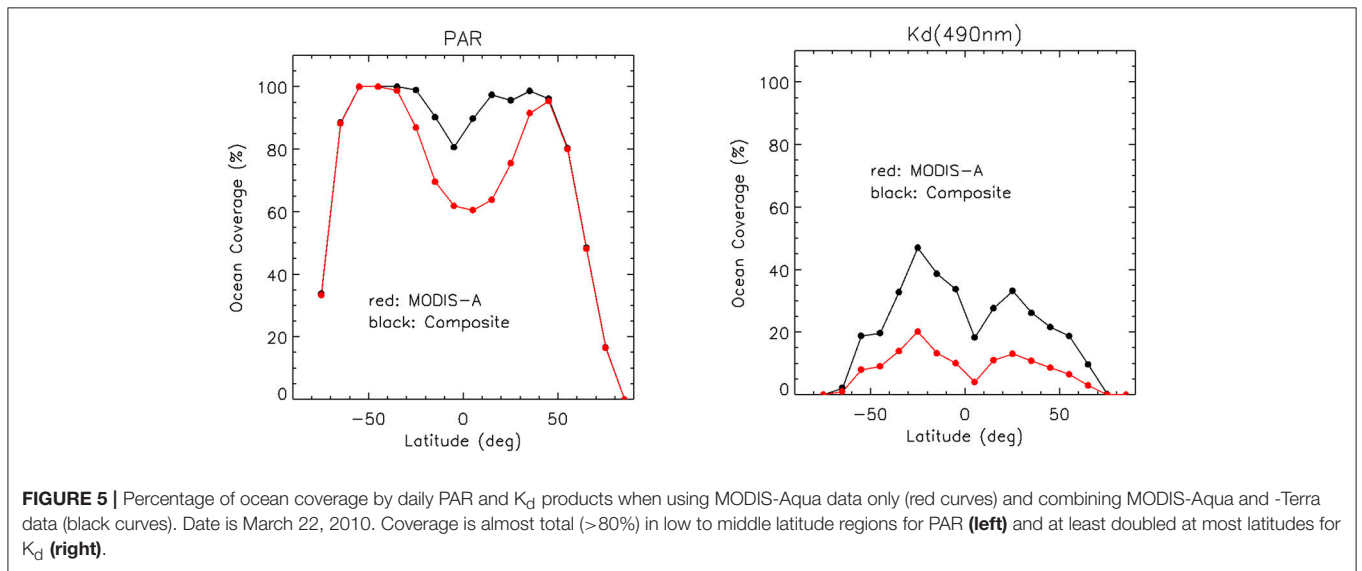 PAR
Ocean Coverage (%)
100
80
60
40
20
0
red: MODIS-A
black: Composite
−50
0
50
Latitude (deg)
Kd(490nm)
Ocean Coverage (%)
100
80
60
40
20
0
red: MODIS-A
black: Composite
−50
0
50
Latitude (deg)
FIGURE 5 | Percentage of ocean coverage by daily PAR and Kd products when using MODIS-Aqua data only (red curves) and combining MODIS-Aqua and -Terra
data (black curves). Date is March 22, 2010. Coverage is almost total (>80%) in low to middle latitude regions for PAR (left) and at least doubled at most latitudes for
Kd (right).